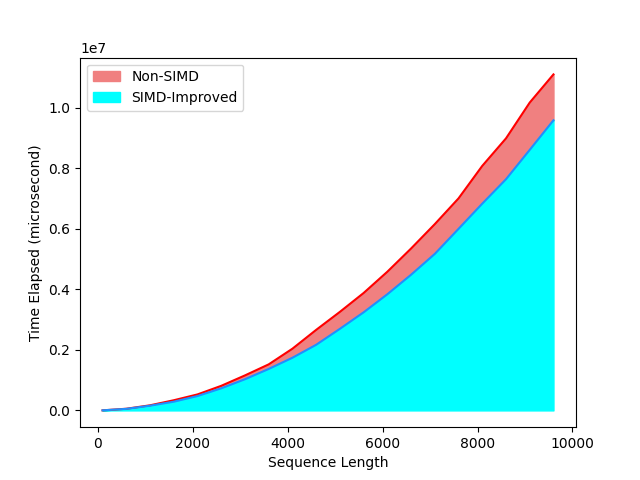 1e7
Non-SIMD
SIMD-Improved
1.0
0.8
0.6
0.4
0.2
0.0
Time Elapsed (microsecond)
0 2000 4000 6000 8000 10000
Sequence Length